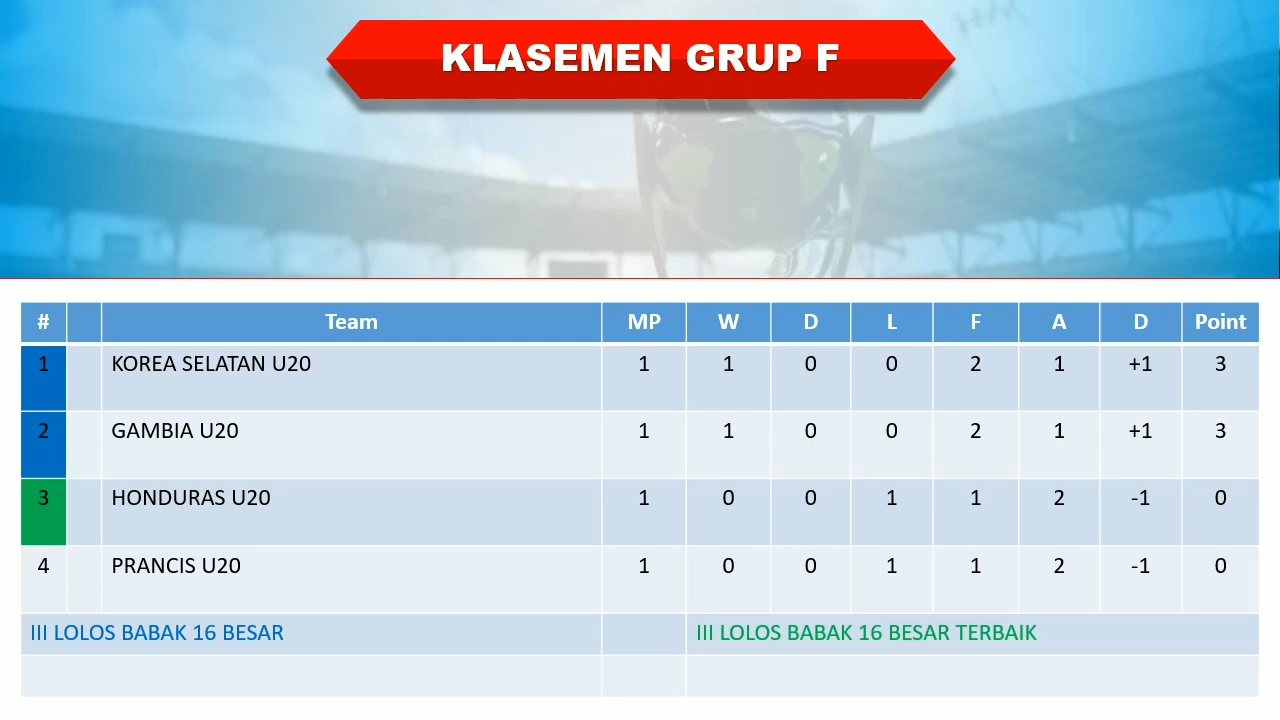 KLASEMEN GRUP F
# Team MP W D L F A D Point
1 KOREA SELATAN U20 1 1 0 0 2 1 +1 3
2 GAMBIA U20 1 1 0 0 2 1 +1 3
3 HONDURAS U20 1 0 0 1 1 2 -1 0
4 PRANCIS U20 1 0 0 1 1 2 -1 0
III LOLOS BABAK 16 BESAR III LOLOS BABAK 16 BESAR TERBAIK